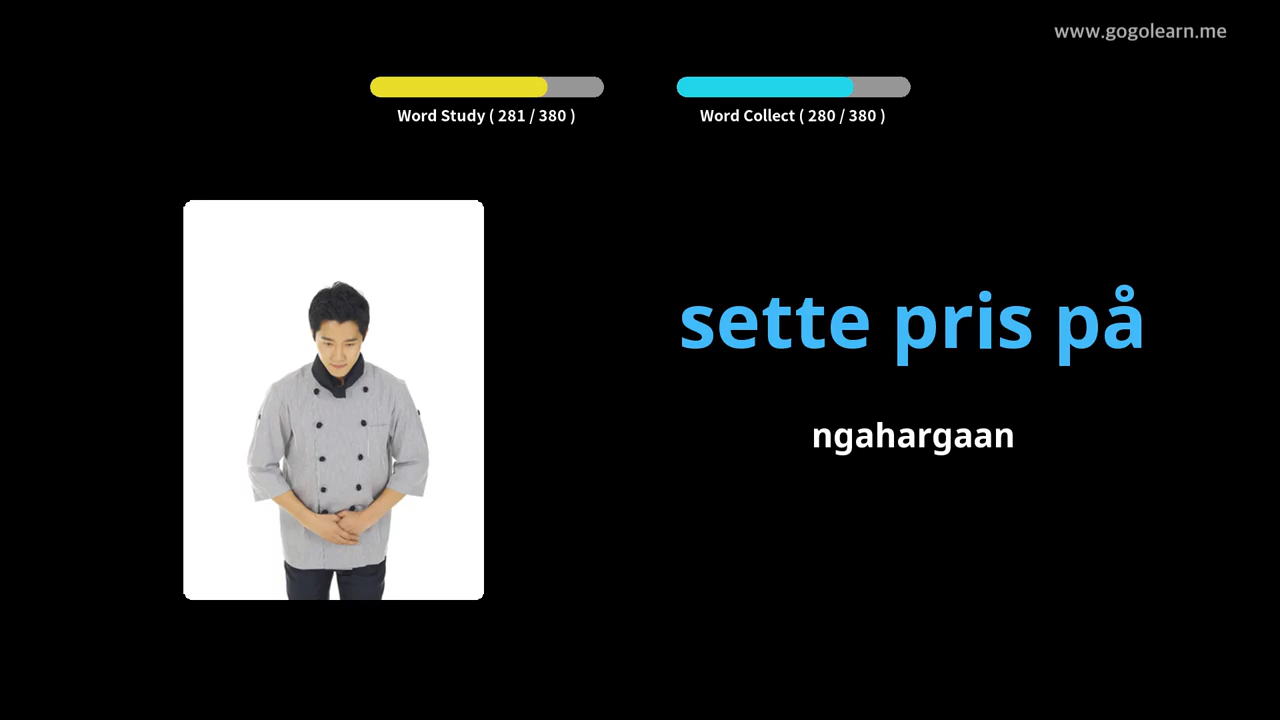 www.gogolearn.me
Word Study ( 281 / 380 )
Word Collect ( 280 / 380 )
sette pris på
ngahargaan